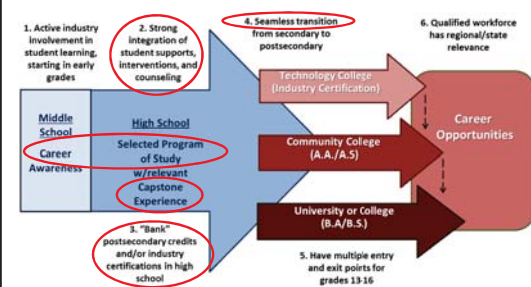 1. Active industry
involvement in
student learning,
starting in early
grades
2. Strong
integration of
student supports,
interventions, and
counseling
4. Seamless transition
from secondary to
postsecondary
6. Qualified workforce
has regional/state
relevance
Middle
School
Career
Awareness
High School
Selected Program
of Study
w/relevant
Capstone
Experience
Technology College
(Industry Certification)
Community College
(A.A./A.S)
University or College
(B.A/B.S.)
Career
Opportunities
3. "Bank"
postsecondary credits
and/or industry
certifications in high
school
5. Have multiple entry
and exit points for
grades 13-16